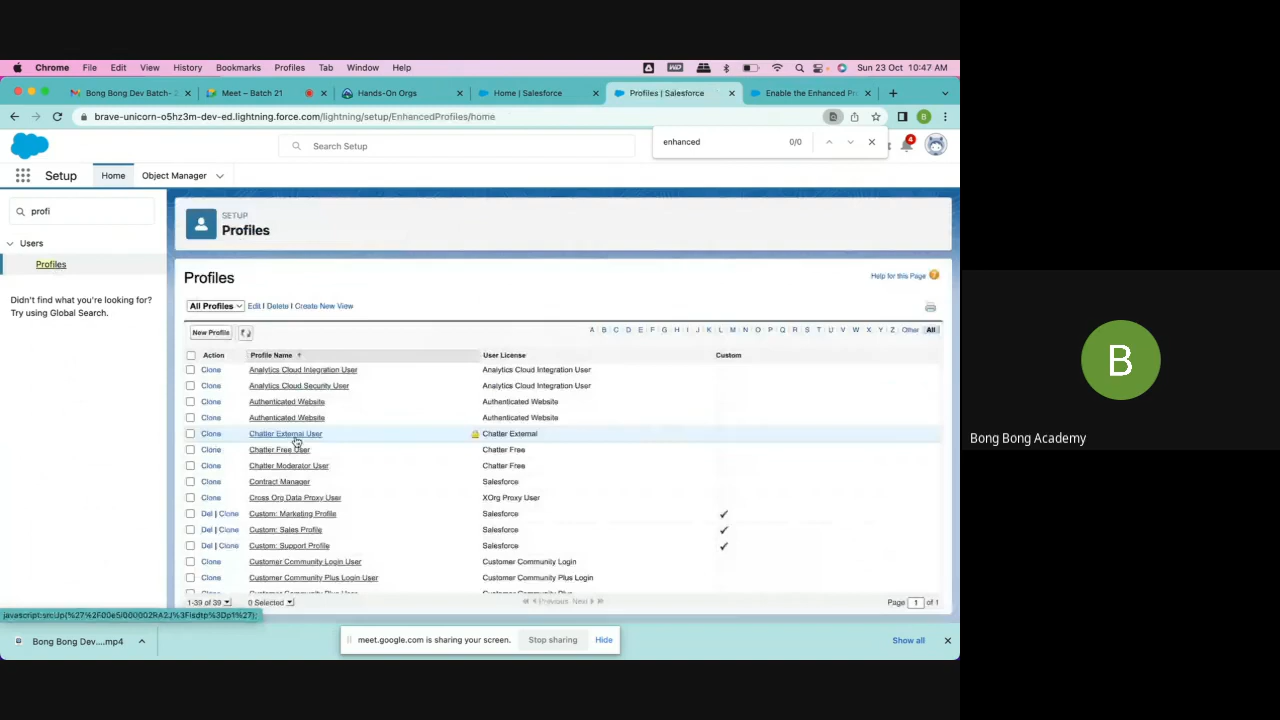 Chrome File Edit View History Bookmarks Profiles Tab Window Help Sun 23 Oct 10:47 AM
Bong Bong Dev Batch- Meet – Batch 21 Hands-On Orgs Home | Salesforce Profiles | Salesforce Enable the Enhanced Pr
brave-unicorn-o5hz3m-dev-ed.lightning.force.com/lightning/setup/EnhancedProfiles/home
enhanced 0/0
Search Setup
4
Setup Home Object Manager
profi
Users
Profiles
Didn't find what you're looking for?
Try using Global Search.
SETUP
Profiles
Profiles
Help for this Page
All Profiles Edit | Delete | Create New View
New Profile
A B C D E F G H I J K L M N O P Q R S T U V W X Y Z Other All
Action Profile Name User License Custom
Clone Analytics Cloud Integration User Analytics Cloud Integration User
Clone Analytics Cloud Security User Analytics Cloud Integration User
Clone Authenticated Website Authenticated Website
Clone Authenticated Website Authenticated Website
Clone Chatter External User Chatter External
Clone Chatter Free User Chatter Free
Clone Chatter Moderator User Chatter Free
Clone Contract Manager Salesforce
Clone Cross Org Data Proxy User XOrg Proxy User
Del | Clone Custom: Marketing Profile Salesforce ✓
Del | Clone Custom: Sales Profile Salesforce ✓
Del | Clone Custom: Support Profile Salesforce ✓
Clone Customer Community Login User Customer Community Login
Clone Customer Community Plus Login User Customer Community Plus Login
1-39 of 39 0 Selected Previous Next Page 1 of 1
Bong Bong Dev....mp4
meet.google.com is sharing your screen. Stop sharing Hide
Show all
B
Bong Bong Academy